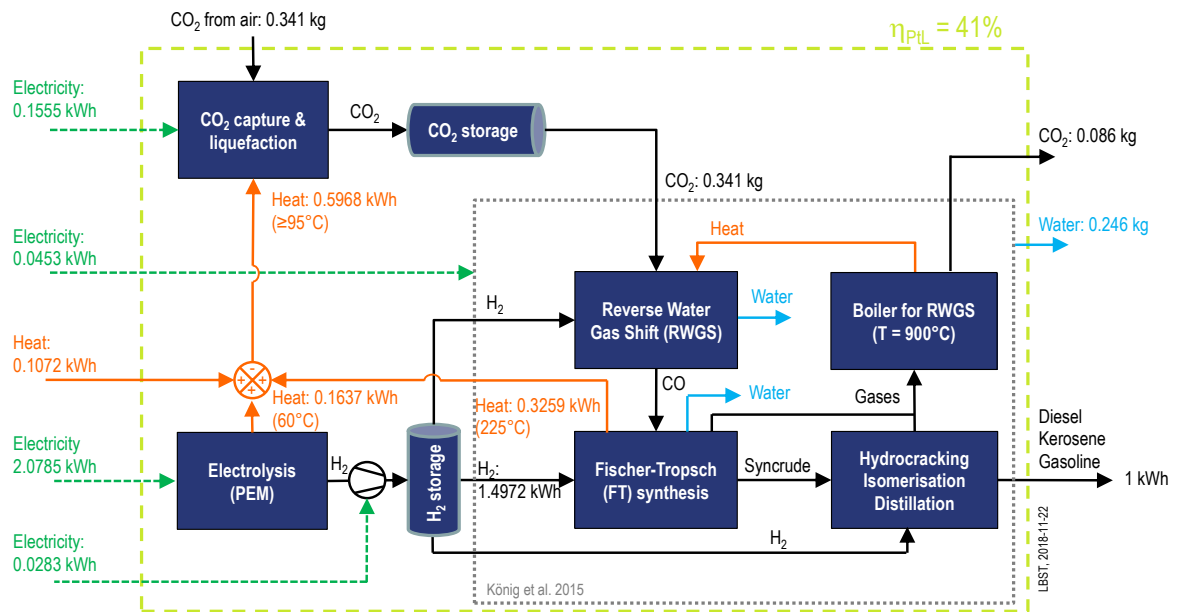 CO₂ from air: 0.341 kg
η_PtL = 41%
Electricity:
0.1555 kWh
CO₂ capture &
liquefaction
CO₂
CO₂ storage
CO₂: 0.086 kg
CO₂: 0.341 kg
Heat: 0.5968 kWh
(≥95°C)
Water: 0.246 kg
Electricity:
0.0453 kWh
Heat
H₂
Reverse Water
Gas Shift (RWGS)
Water
Boiler for RWGS
(T = 900°C)
Heat:
0.1072 kWh
-
+ +
+
CO
Heat: 0.1637 kWh
(60°C)
Heat: 0.3259 kWh
(225°C)
Water
Gases
Diesel
Kerosene
Gasoline
Electricity
2.0785 kWh
Electrolysis
(PEM)
H₂
H₂ storage
H₂:
1.4972 kWh
Fischer-Tropsch
(FT) synthesis
Syncrude
Hydrocracking
Isomerisation
Distillation
1 kWh
Electricity:
0.0283 kWh
H₂
König et al. 2015
LBST, 2018-11-22